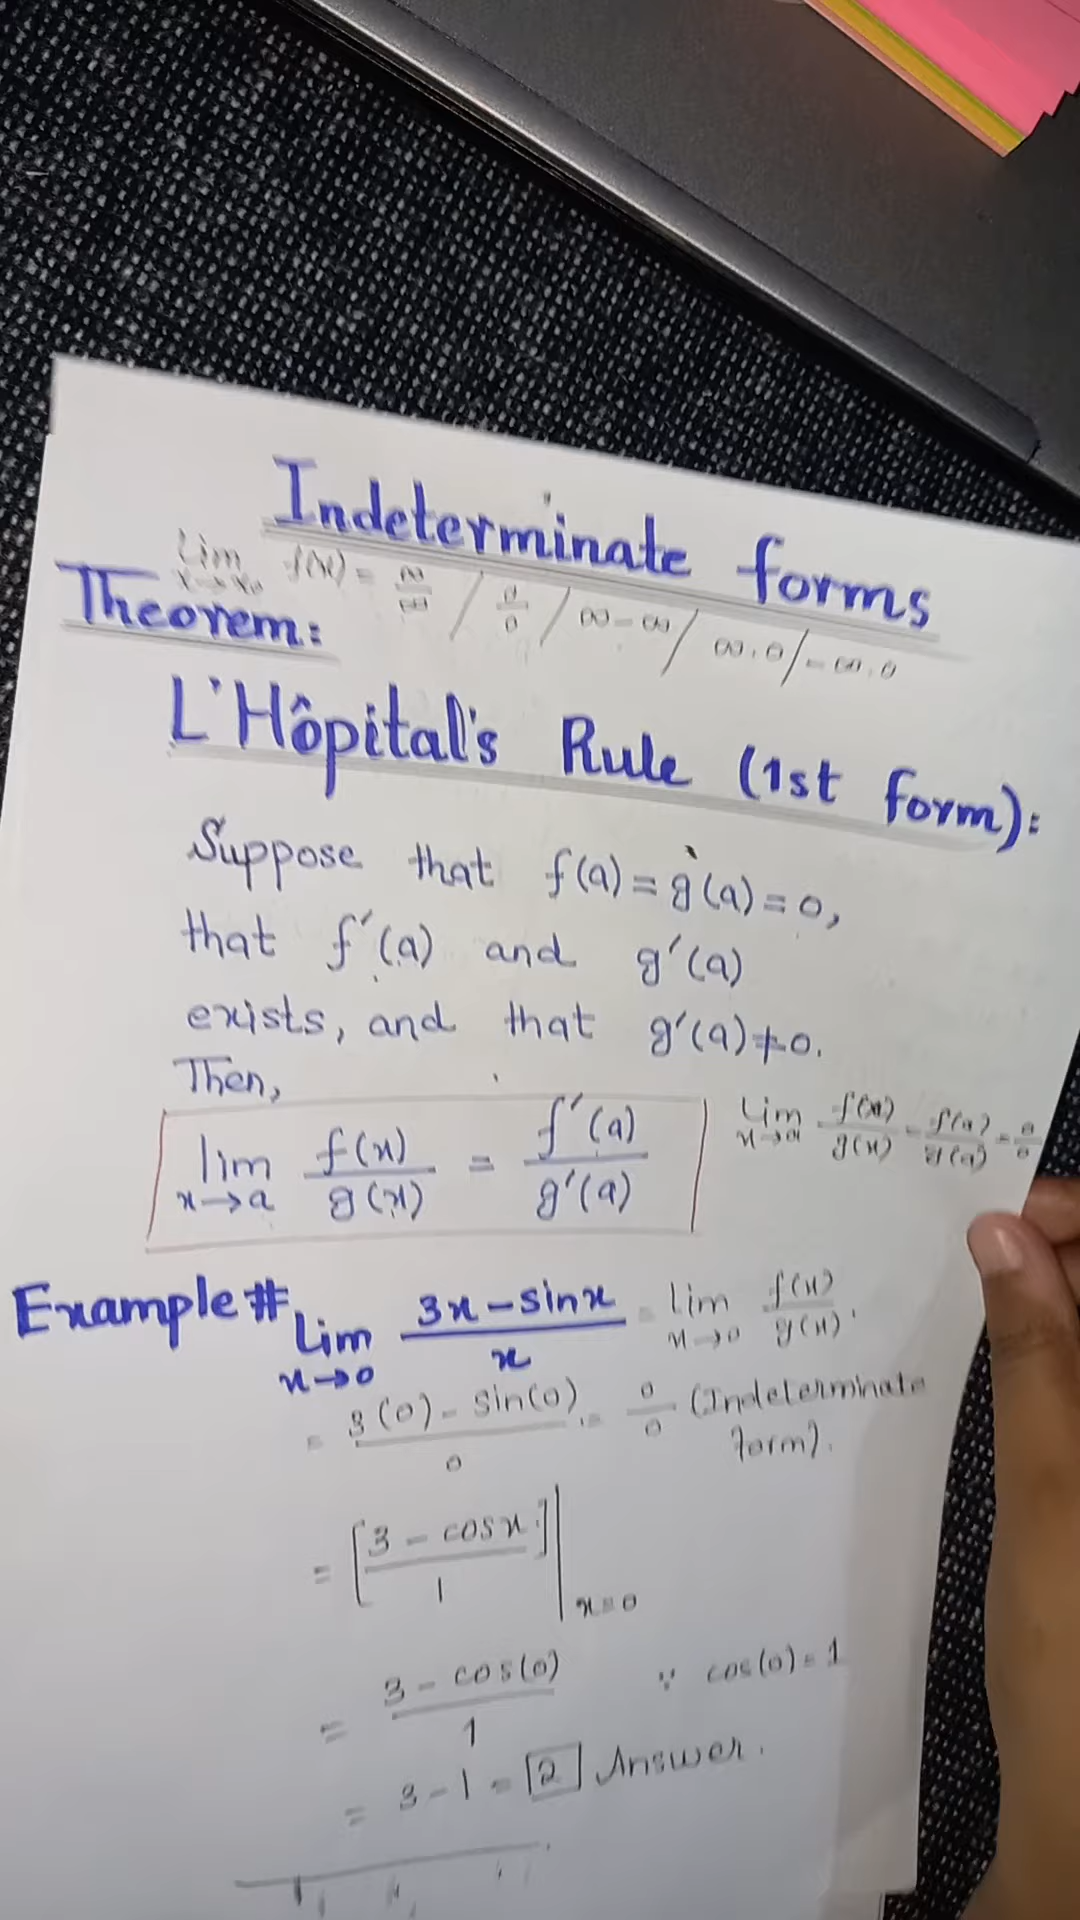 Indeterminate forms
lim x→x₀ f(x) = ∞/∞ / 0/0 / ∞-∞ / ∞.0 / -∞.0
Theorem:
L'Hôpital's Rule (1st form):
Suppose that f(a)=g(a)=0,
that f′(a) and g′(a)
exists, and that g′(a)≠0.
Then,
lim x→a f(x)/g(x) = f′(a)/g′(a)
lim x→a f(x)/g(x) = f(a)/g(a) = 0/0
Example# lim x→0 3x-sinx/x = lim x→0 f(x)/g(x).
= 3(0)-sin(0)/0 = 0/0 (Indeterminate
form).
= [3-cosx/1]|x=0
= 3-cos(0)/1 ∵ cos(0)=1
= 3-1=2 Answer.